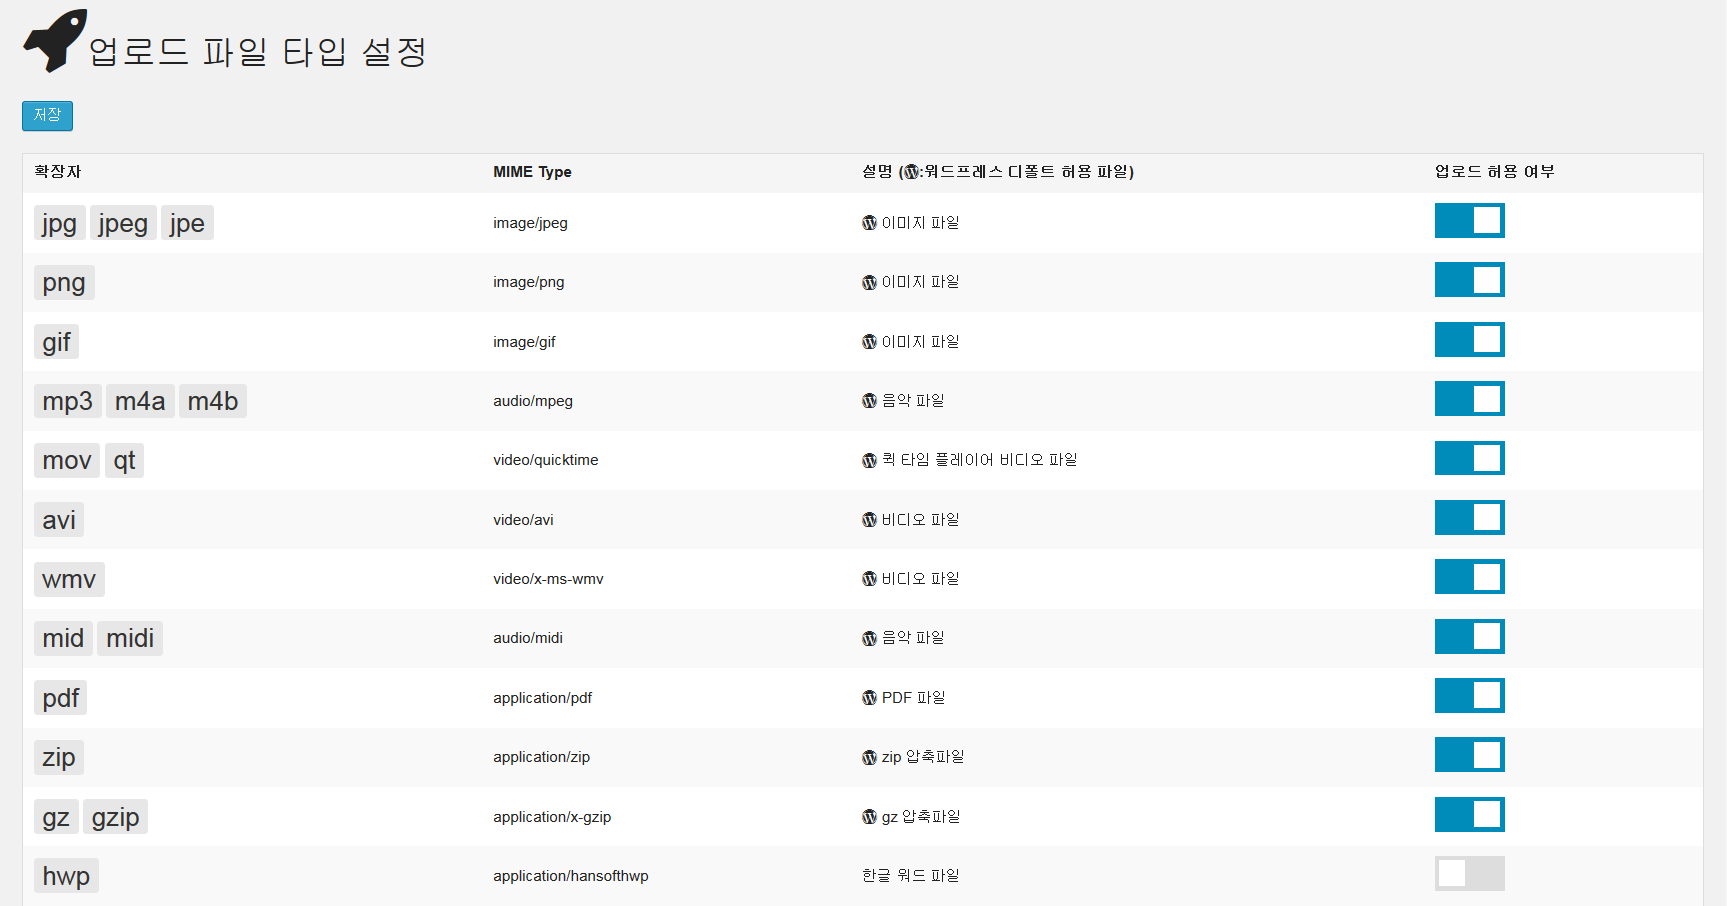 업로드 파일 타입 설정
저장
확장자 MIME Type 설명 (:워드프레스 디폴트 허용 파일) 업로드 허용 여부
jpg jpeg jpe image/jpeg 이미지 파일
png image/png 이미지 파일
gif image/gif 이미지 파일
mp3 m4a m4b audio/mpeg 음악 파일
mov qt video/quicktime 퀵 타임 플레이어 비디오 파일
avi video/avi 비디오 파일
wmv video/x-ms-wmv 비디오 파일
mid midi audio/midi 음악 파일
pdf application/pdf PDF 파일
zip application/zip zip 압축파일
gz gzip application/x-gzip gz 압축파일
hwp application/hansofthwp 한글 워드 파일